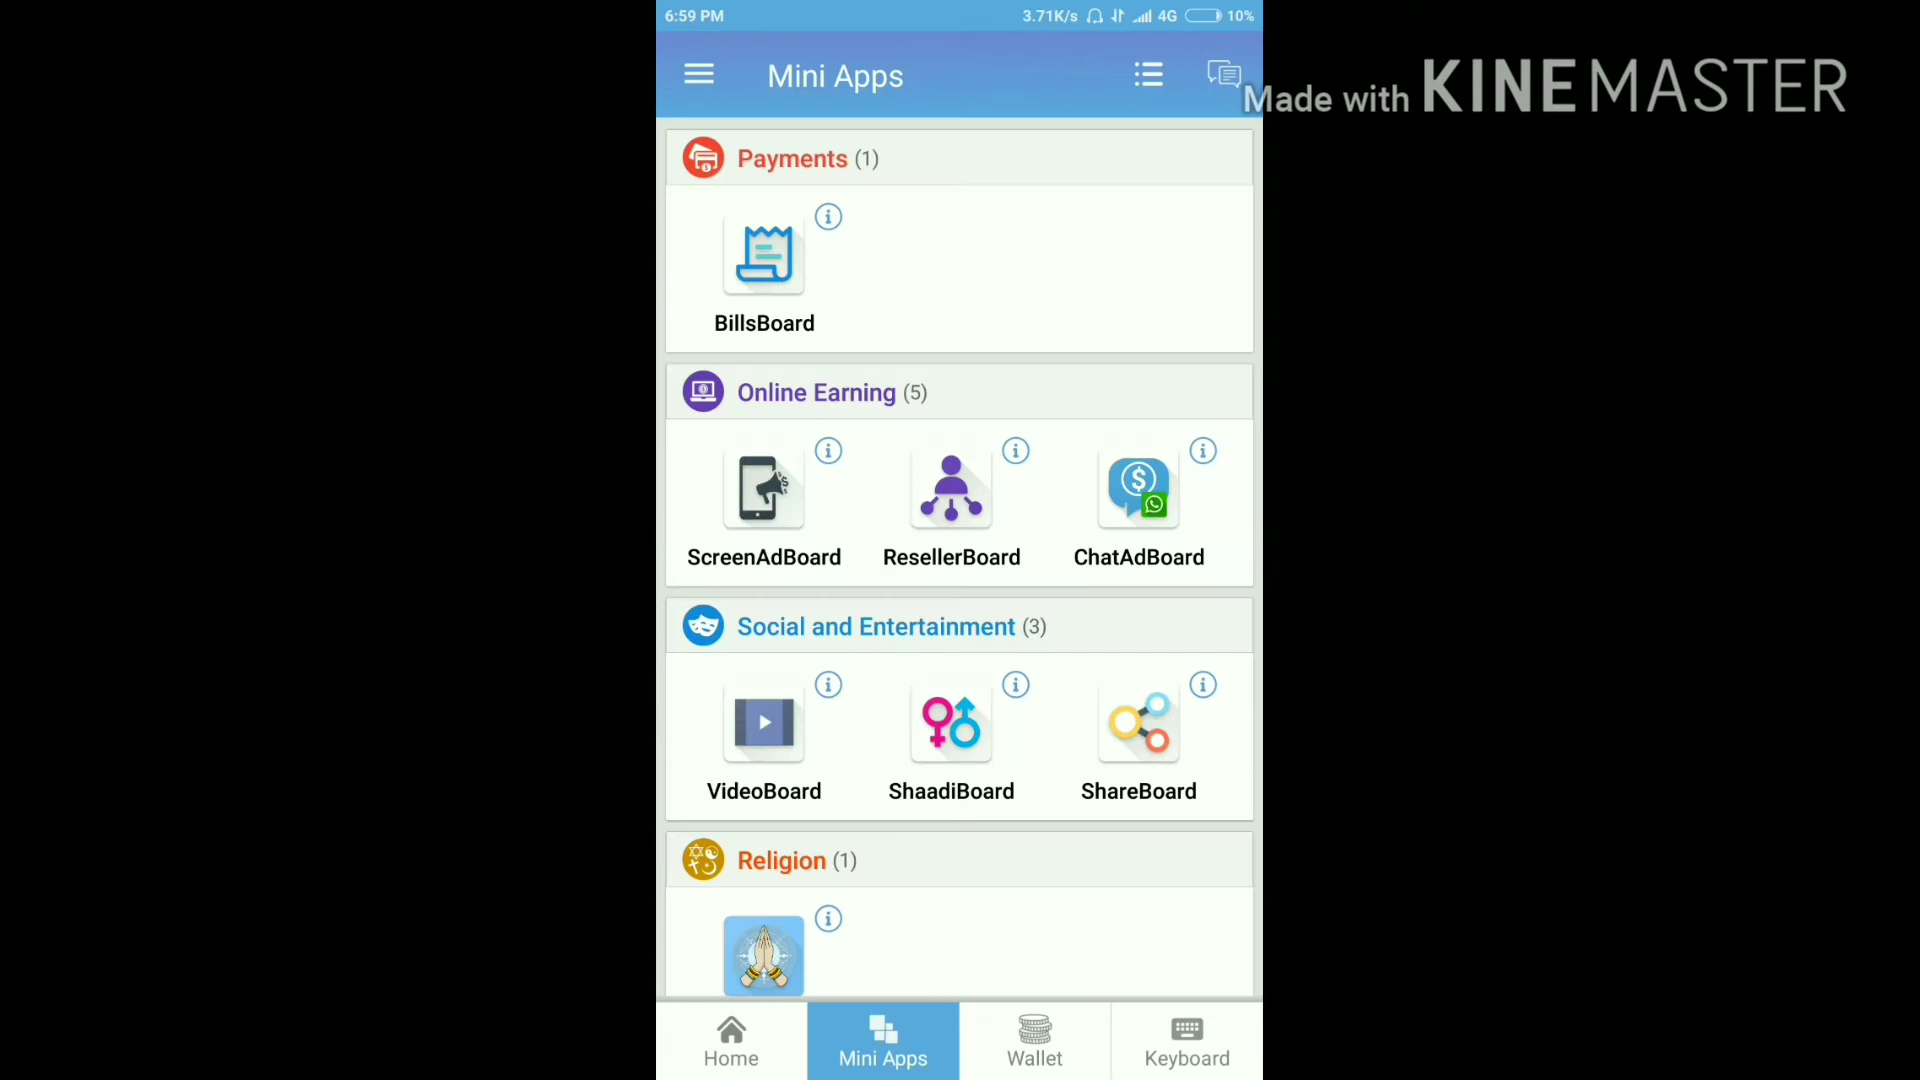 6:59 PM 3.71K/s 4G 10%
Mini Apps
Made with KINEMASTER
Payments (1)
BillsBoard
Online Earning (5)
ScreenAdBoard ResellerBoard ChatAdBoard
Social and Entertainment (3)
VideoBoard ShaadiBoard ShareBoard
Religion (1)
Home Mini Apps Wallet Keyboard